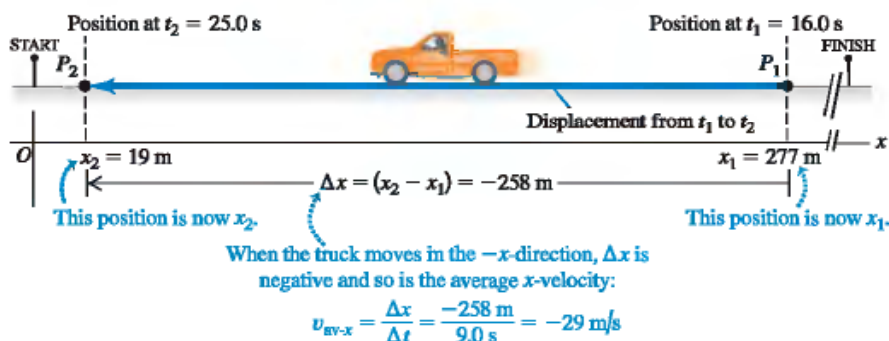 Position at t₂ = 25.0 s
Position at t₁ = 16.0 s
START
FINISH
P₂
P₁
Displacement from t₁ to t₂
x
O
x₂ = 19 m
x₁ = 277 m
Δx = (x₂ − x₁) = −258 m
This position is now x₂.
This position is now x₁.
When the truck moves in the −x-direction, Δx is
negative and so is the average x-velocity:
υav-x = Δx/Δt = −258 m/9.0 s = −29 m/s